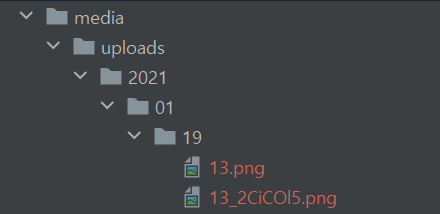 media
uploads
2021
01
19
13.png
13_2CiCOl5.png